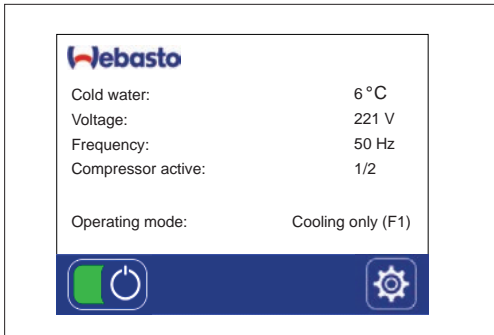 Webasto
Cold water: 6°C
Voltage: 221 V
Frequency: 50 Hz
Compressor active: 1/2
Operating mode: Cooling only (F1)